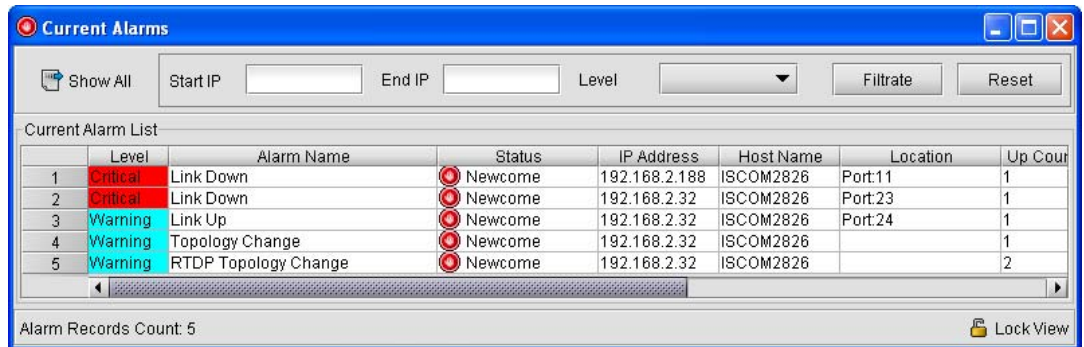 Current Alarms
Show All Start IP End IP Level Filtrate Reset
Current Alarm List
Level Alarm Name Status IP Address Host Name Location Up Cour
1 Critical Link Down Newcome 192.168.2.188 ISCOM2826 Port:11 1
2 Critical Link Down Newcome 192.168.2.32 ISCOM2826 Port:23 1
3 Warning Link Up Newcome 192.168.2.32 ISCOM2826 Port:24 1
4 Warning Topology Change Newcome 192.168.2.32 ISCOM2826 1
5 Warning RTDP Topology Change Newcome 192.168.2.32 ISCOM2826 2
Alarm Records Count: 5 Lock View